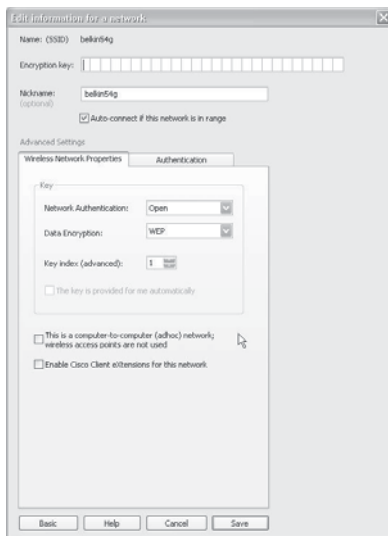 Edit information for a network
Name: (SSID) belkin54g
Encryption key:
Nickname: belkin54g
(optional)
Auto-connect if this network is in range
Advanced Settings
Wireless Network Properties Authentication
Key
Network Authentication: Open
Data Encryption: WEP
Key index (advanced): 1
The key is provided for me automatically
This is a computer-to-computer (adhoc) network;
wireless access points are not used
Enable Cisco Client eXtensions for this network
Basic Help Cancel Save